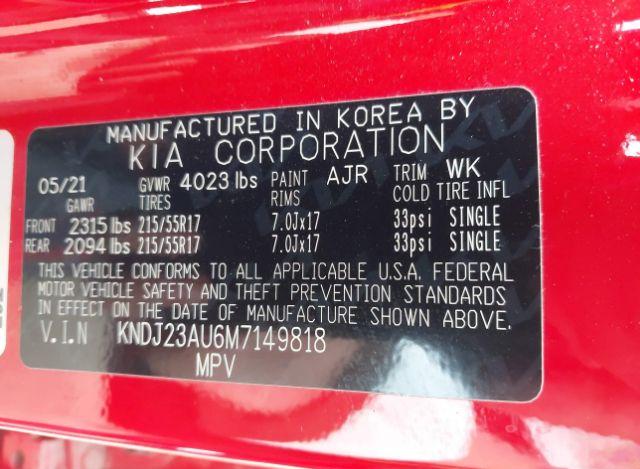 MANUFACTURED IN KOREA BY
KIA CORPORATION
05/21 GVWR 4023 lbs PAINT AJR TRIM WK
GAWR TIRES RIMS COLD TIRE INFL
FRONT 2315 lbs 215/55R17 7.0Jx17 33psi SINGLE
REAR 2094 lbs 215/55R17 7.0Jx17 33psi SINGLE
THIS VEHICLE CONFORMS TO ALL APPLICABLE U.S.A. FEDERAL
MOTOR VEHICLE SAFETY AND THEFT PREVENTION STANDARDS
IN EFFECT ON THE DATE OF MANUFACTURE SHOWN ABOVE.
V.I.N KNDJ23AU6M7149818
MPV